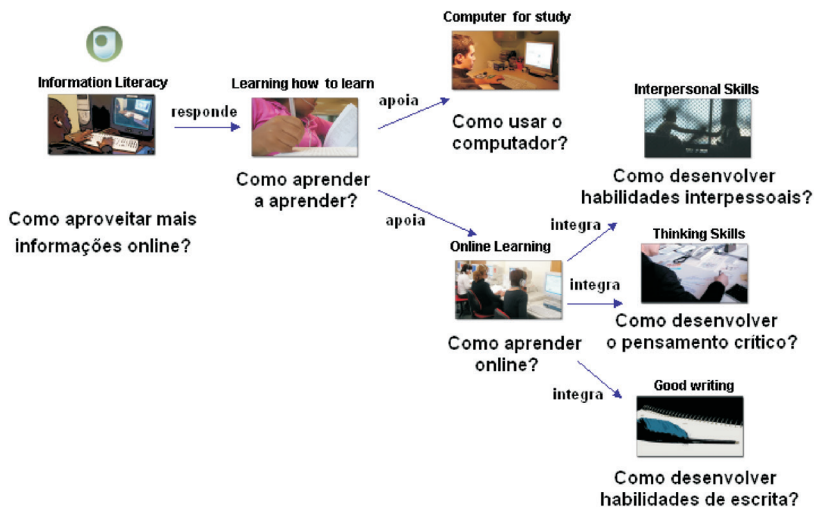 Computer for study
Information Literacy
Learning how to learn
Interpersonal Skills
responde
apoia
Como usar o
computador?
Como aprender
a aprender?
Como desenvolver
habilidades interpessoais?
Como aproveitar mais
informações online?
apoia
Online Learning
integra
Thinking Skills
integra
Como desenvolver
o pensamento crítico?
Como aprender
online?
integra
Good writing
Como desenvolver
habilidades de escrita?